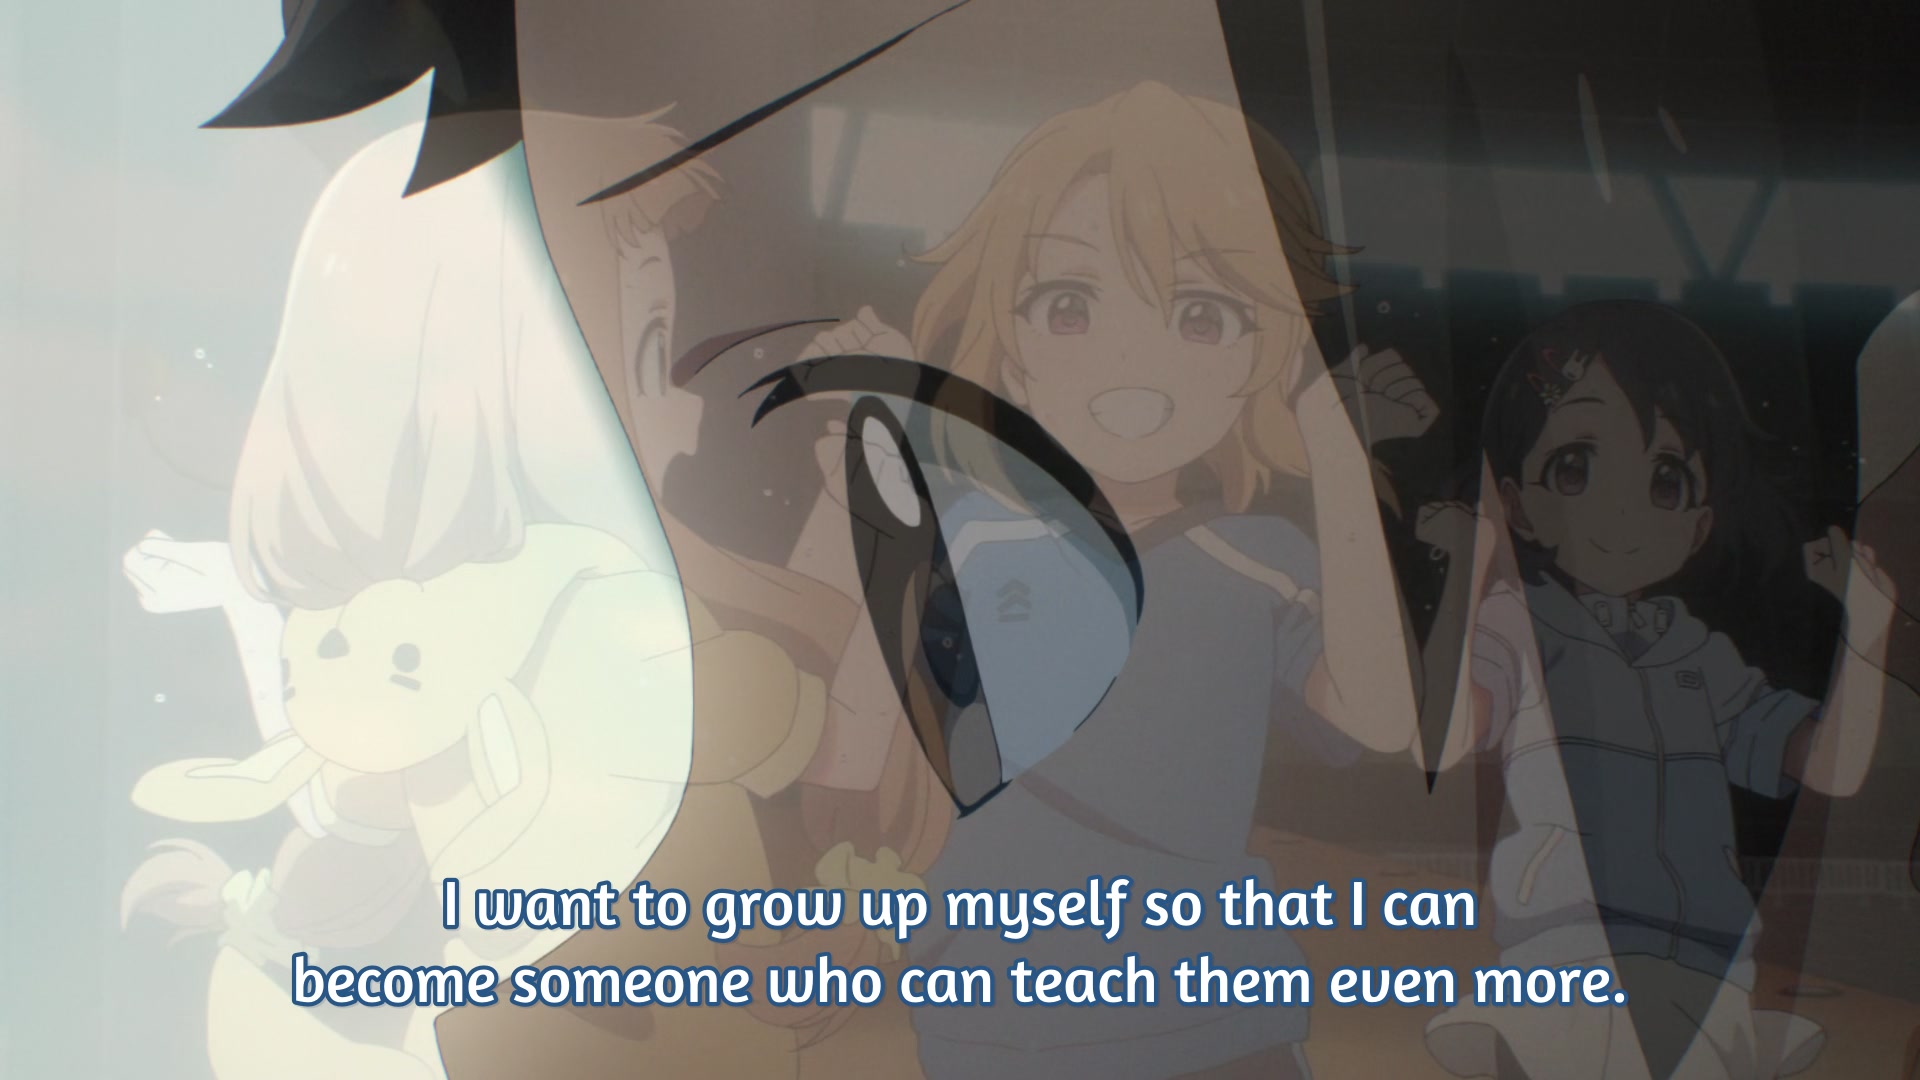 I want to grow up myself so that I can
become someone who can teach them even more.